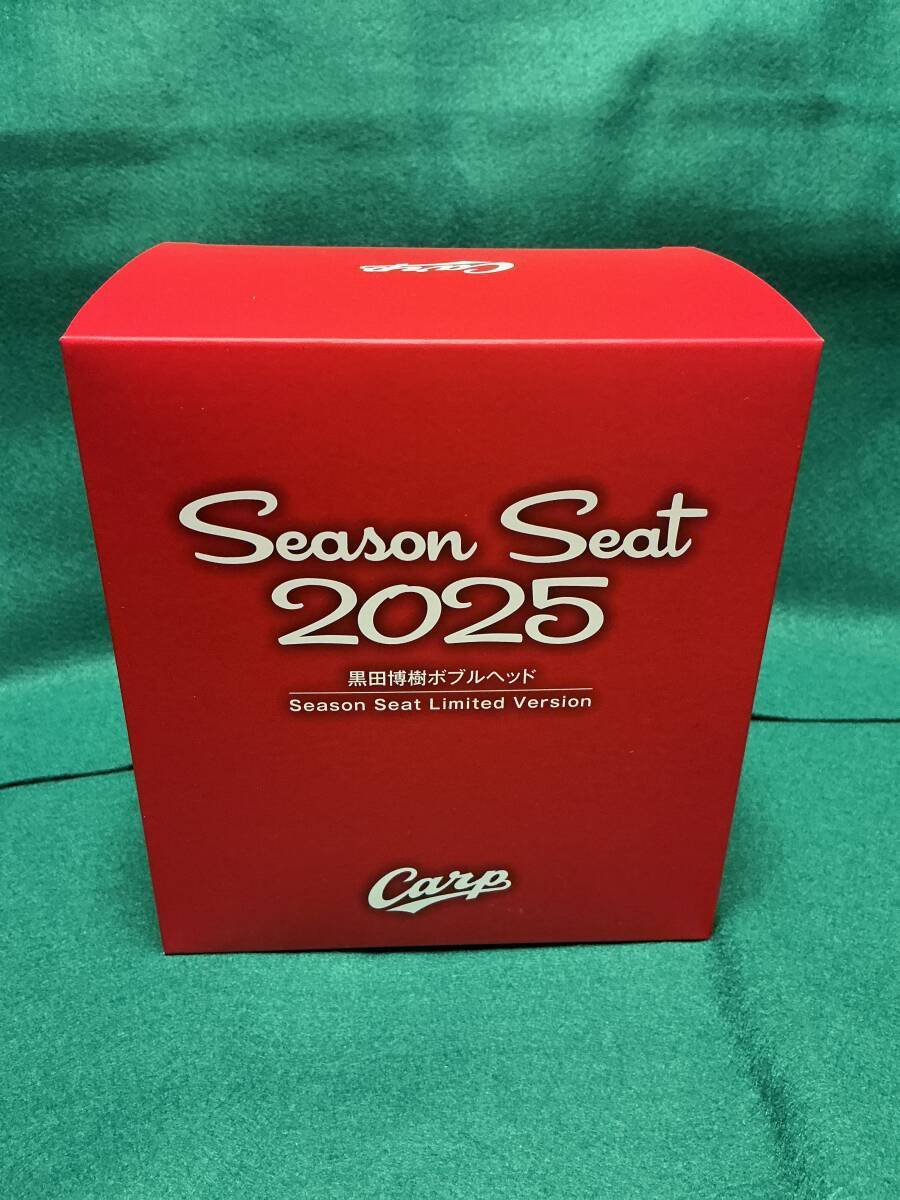 Carp
Season Seat
2025
黒田博樹ボブルヘッド
Season Seat Limited Version
Carp